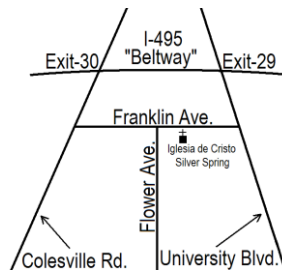 I-495
Exit-30 "Beltway" Exit-29
Franklin Ave.
Flower Ave.
Iglesia de Cristo
Silver Spring
Colesville Rd. University Blvd.